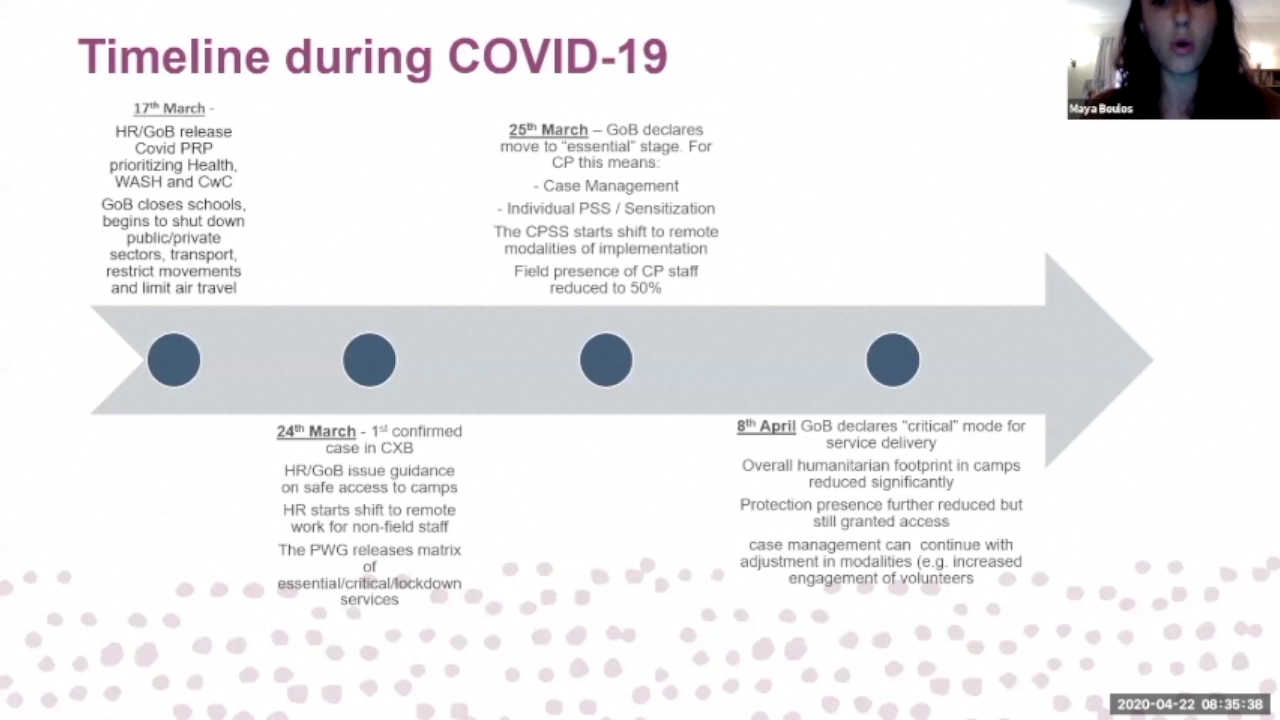 Timeline during COVID-19
Maya Boulos
17th March -
HR/GoB release
Covid PRP
prioritizing Health,
WASH and CwC
GoB closes schools,
begins to shut down
public/private
sectors, transport,
restrict movements
and limit air travel
24th March - 1st confirmed
case in CXB
HR/GoB issue guidance
on safe access to camps
HR starts shift to remote
work for non-field staff
The PWG releases matrix
of
essential/critical/lockdown
services
25th March – GoB declares
move to “essential” stage. For
CP this means:
- Case Management
- Individual PSS / Sensitization
The CPSS starts shift to remote
modalities of implementation
Field presence of CP staff
reduced to 50%
8th April GoB declares “critical” mode for
service delivery
Overall humanitarian footprint in camps
reduced significantly
Protection presence further reduced but
still granted access
case management can  continue with
adjustment in modalities (e.g. increased
engagement of volunteers
2020-04-22 08:35:38